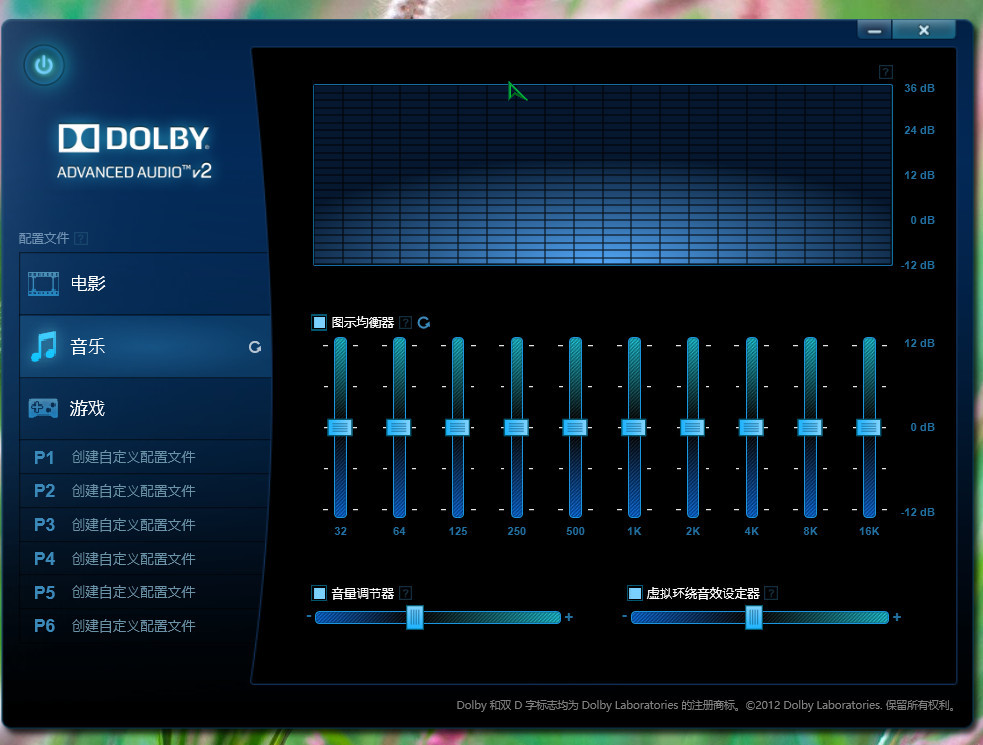 DOLBY
ADVANCED AUDIO™v2
配置文件 ?
电影
音乐
游戏
P1 创建自定义配置文件
P2 创建自定义配置文件
P3 创建自定义配置文件
P4 创建自定义配置文件
P5 创建自定义配置文件
P6 创建自定义配置文件
?
36 dB
24 dB
12 dB
0 dB
-12 dB
图示均衡器 ?
12 dB
0 dB
-12 dB
32 64 125 250 500 1K 2K 4K 8K 16K
音量调节器 ?
- +
虚拟环绕音效设定器 ?
- +
Dolby 和双 D 字标志均为 Dolby Laboratories 的注册商标。©2012 Dolby Laboratories. 保留所有权利。